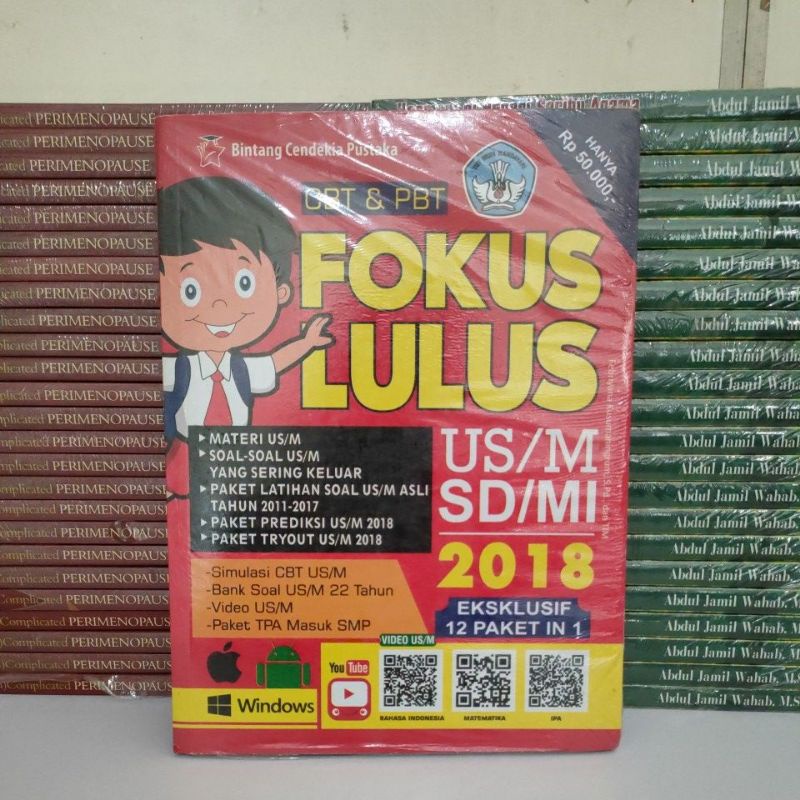 Bintang Cendekia Pustaka
TUT WURI HANDAYANI
HANYA
Rp 50.000,-
CBT & PBT
FOKUS
LULUS
US/M
SD/MI
2018
EKSKLUSIF
12 PAKET IN 1
▸ MATERI US/M
▸ SOAL-SOAL US/M
YANG SERING KELUAR
▸ PAKET LATIHAN SOAL US/M ASLI
TAHUN 2011-2017
▸ PAKET PREDIKSI US/M 2018
▸ PAKET TRYOUT US/M 2018
-Simulasi CBT US/M
-Bank Soal US/M 22 Tahun
-Video US/M
-Paket TPA Masuk SMP
Windows
YouTube
VIDEO US/M
BAHASA INDONESIA
MATEMATIKA
IPA
Complicated PERIMENOPAUSE
Abdul Jamil Wahab, M.S